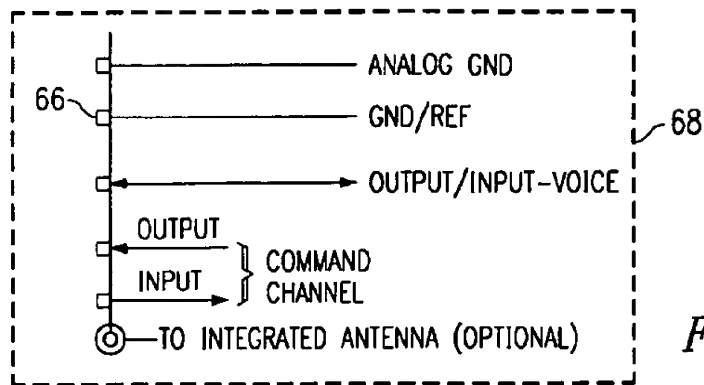 ANALOG GND
66
GND/REF
68
OUTPUT/INPUT-VOICE
OUTPUT
INPUT
COMMAND
CHANNEL
TO INTEGRATED ANTENNA (OPTIONAL)
F